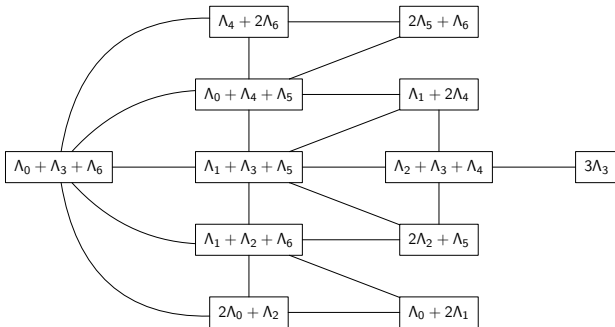 Λ₄ + 2Λ₆ 2Λ₅ + Λ₆
Λ₀ + Λ₄ + Λ₅ Λ₁ + 2Λ₄
Λ₀ + Λ₃ + Λ₆ Λ₁ + Λ₃ + Λ₅ Λ₂ + Λ₃ + Λ₄ 3Λ₃
Λ₁ + Λ₂ + Λ₆ 2Λ₂ + Λ₅
2Λ₀ + Λ₂ Λ₀ + 2Λ₁